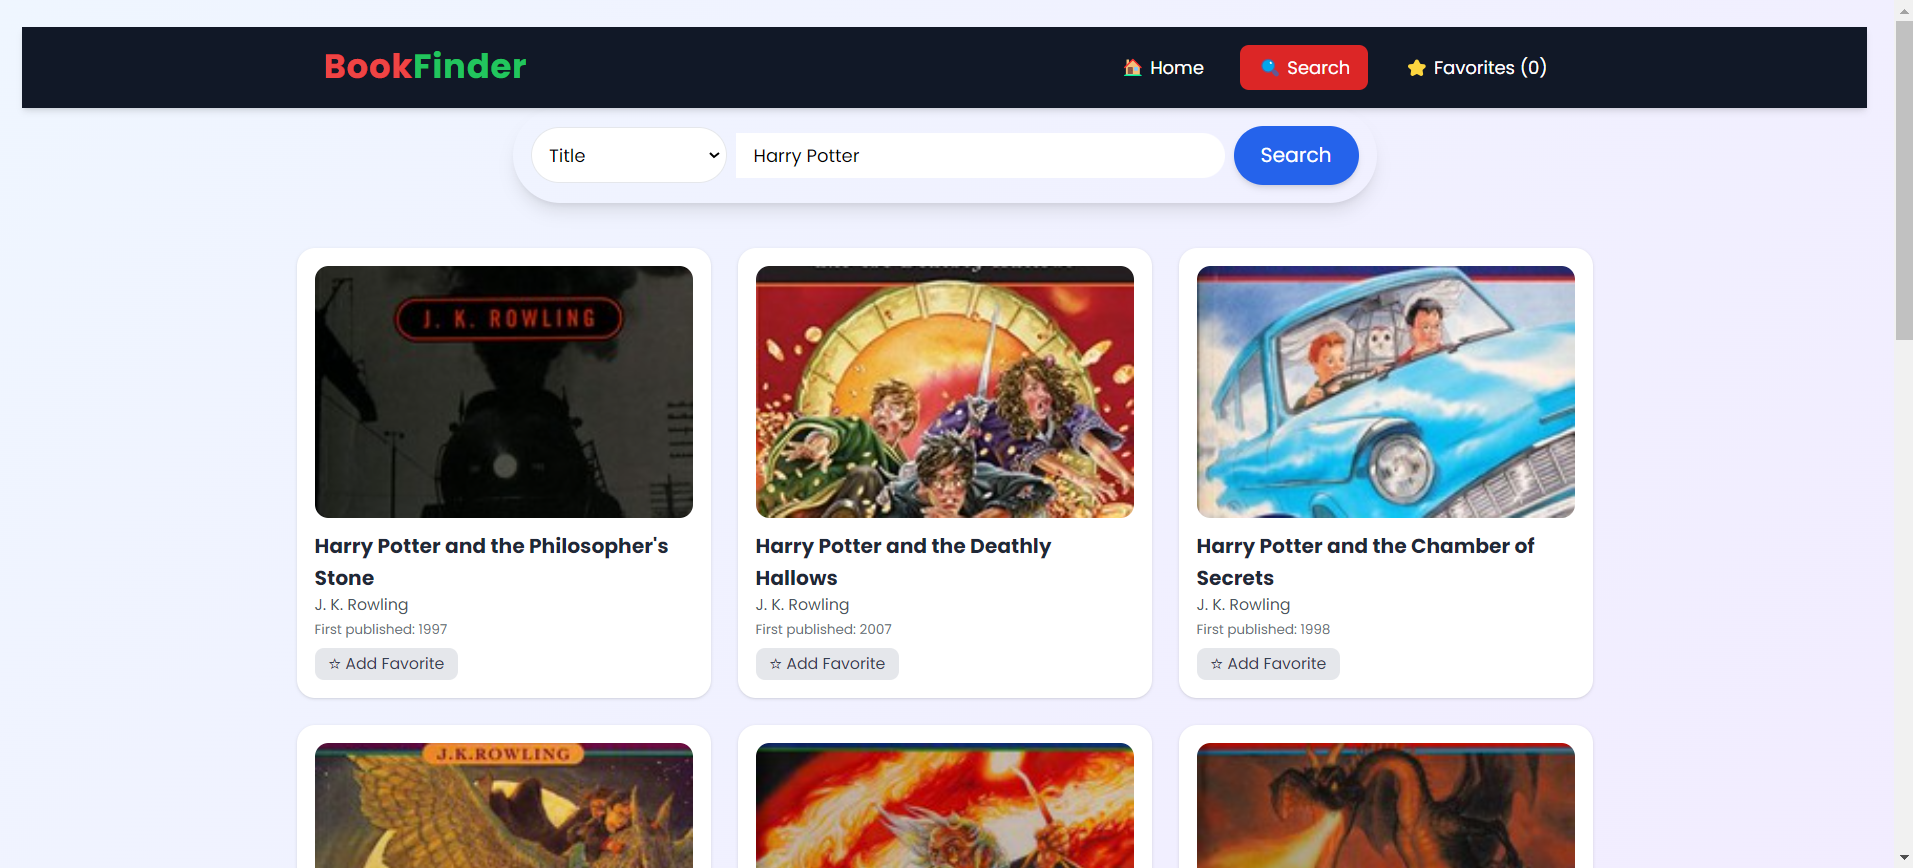 BookFinder
🏠 Home
🔍 Search
⭐ Favorites (0)
Title
Harry Potter
Search
J. K. ROWLING
Harry Potter and the Philosopher's
Stone
J. K. Rowling
First published: 1997
☆ Add Favorite
Harry Potter and the Deathly
Hallows
J. K. Rowling
First published: 2007
☆ Add Favorite
Harry Potter and the Chamber of
Secrets
J. K. Rowling
First published: 1998
☆ Add Favorite
J.K.ROWLING